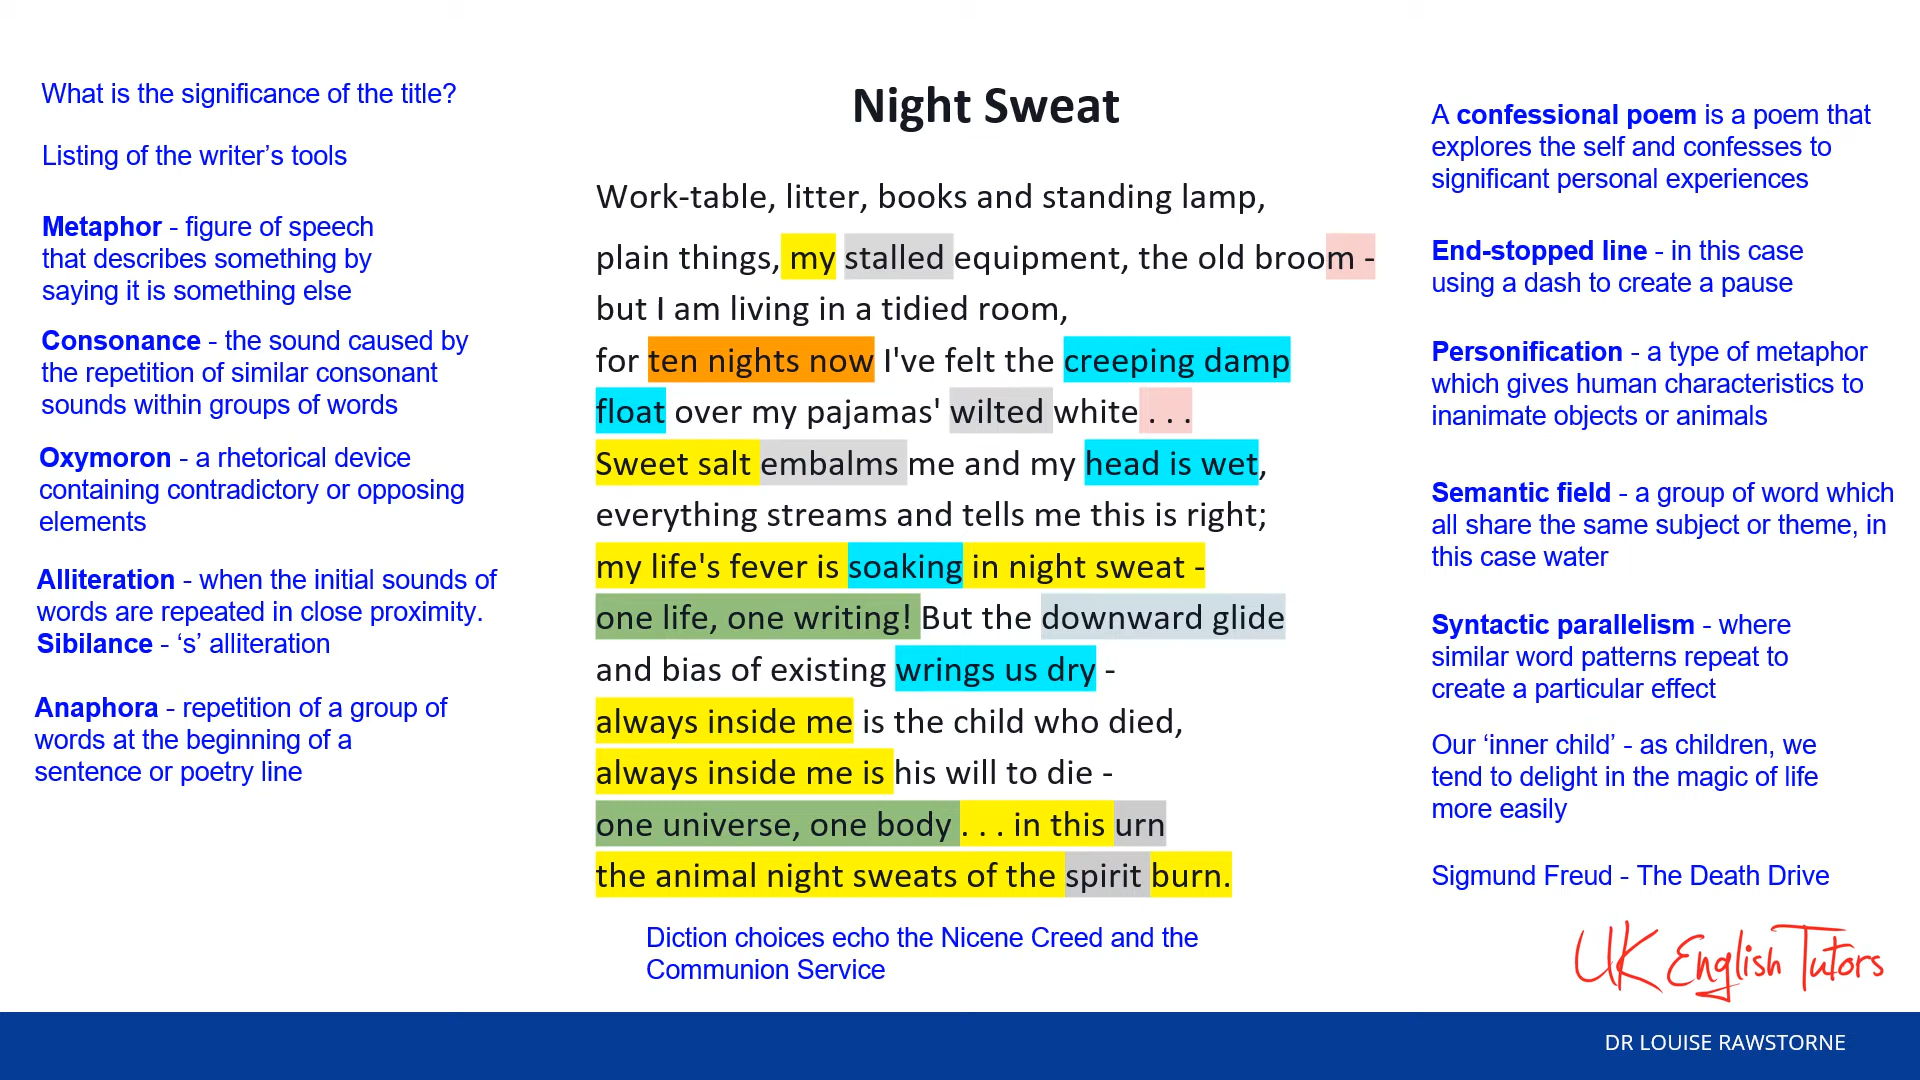 What is the significance of the title?
Listing of the writer's tools
Metaphor - figure of speech
that describes something by
saying it is something else
Consonance - the sound caused by
the repetition of similar consonant
sounds within groups of words
Oxymoron - a rhetorical device
containing contradictory or opposing
elements
Alliteration - when the initial sounds of
words are repeated in close proximity.
Sibilance - ‘s’ alliteration
Anaphora - repetition of a group of
words at the beginning of a
sentence or poetry line
Night Sweat
Work-table, litter, books and standing lamp,
plain things, my stalled equipment, the old broom -
but I am living in a tidied room,
for ten nights now I've felt the creeping damp
float over my pajamas' wilted white . . .
Sweet salt embalms me and my head is wet,
everything streams and tells me this is right;
my life's fever is soaking in night sweat -
one life, one writing! But the downward glide
and bias of existing wrings us dry -
always inside me is the child who died,
always inside me is his will to die -
one universe, one body . . . in this urn
the animal night sweats of the spirit burn.
Diction choices echo the Nicene Creed and the
Communion Service
A confessional poem is a poem that
explores the self and confesses to
significant personal experiences
End-stopped line - in this case
using a dash to create a pause
Personification - a type of metaphor
which gives human characteristics to
inanimate objects or animals
Semantic field - a group of word which
all share the same subject or theme, in
this case water
Syntactic parallelism - where
similar word patterns repeat to
create a particular effect
Our ‘inner child’ - as children, we
tend to delight in the magic of life
more easily
Sigmund Freud - The Death Drive
UK English Tutors
DR LOUISE RAWSTORNE